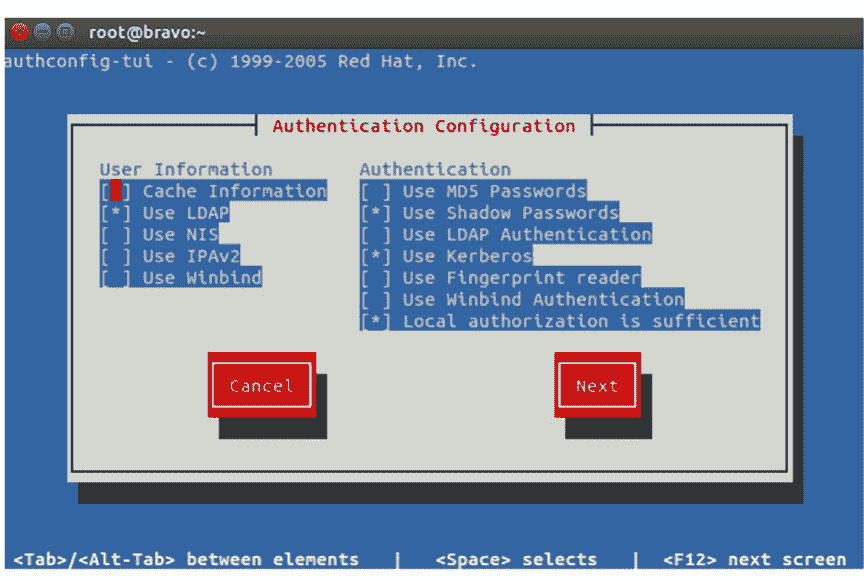 root@bravo:~
authconfig-tui - (c) 1999-2005 Red Hat, Inc.
Authentication Configuration
User Information
[ ] Cache Information
[*] Use LDAP
[ ] Use NIS
[ ] Use IPAv2
[ ] Use Winbind
Authentication
[ ] Use MD5 Passwords
[*] Use Shadow Passwords
[ ] Use LDAP Authentication
[*] Use Kerberos
[ ] Use Fingerprint reader
[ ] Use Winbind Authentication
[*] Local authorization is sufficient
Cancel
Next
<Tab>/<Alt-Tab> between elements | <Space> selects | <F12> next screen